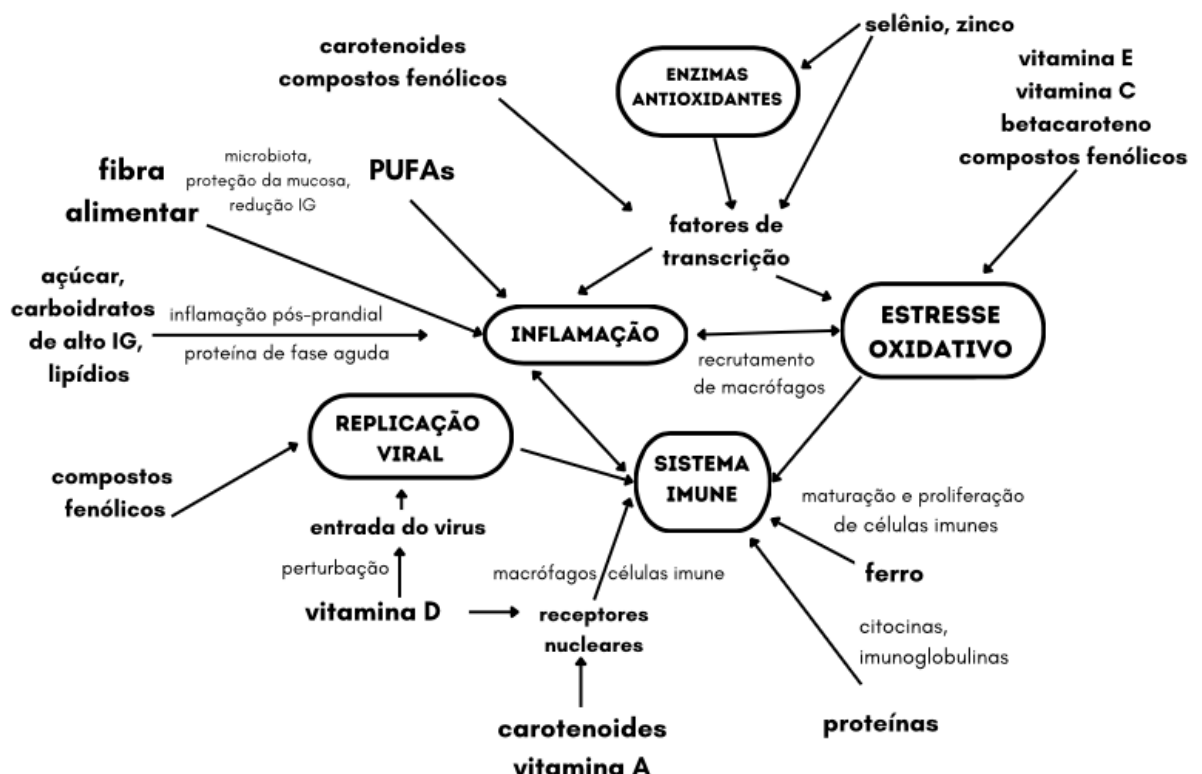 selênio, zinco
carotenoides
compostos fenólicos
ENZIMAS
ANTIOXIDANTES
vitamina E
vitamina C
betacaroteno
compostos fenólicos
fibra
alimentar
microbiota,
proteção da mucosa,
redução IG
PUFAs
fatores de
transcrição
açúcar,
carboidratos
de alto IG,
lipídios
inflamação pós-prandial
proteína de fase aguda
INFLAMAÇÃO
ESTRESSE
OXIDATIVO
recrutamento
de macrófagos
REPLICAÇÃO
VIRAL
SISTEMA
IMUNE
compostos
fenólicos
maturação e proliferação
de células imunes
entrada do virus
perturbação
macrófagos, células imune
ferro
vitamina D
receptores
nucleares
citocinas,
imunoglobulinas
carotenoides
vitamina A
proteínas